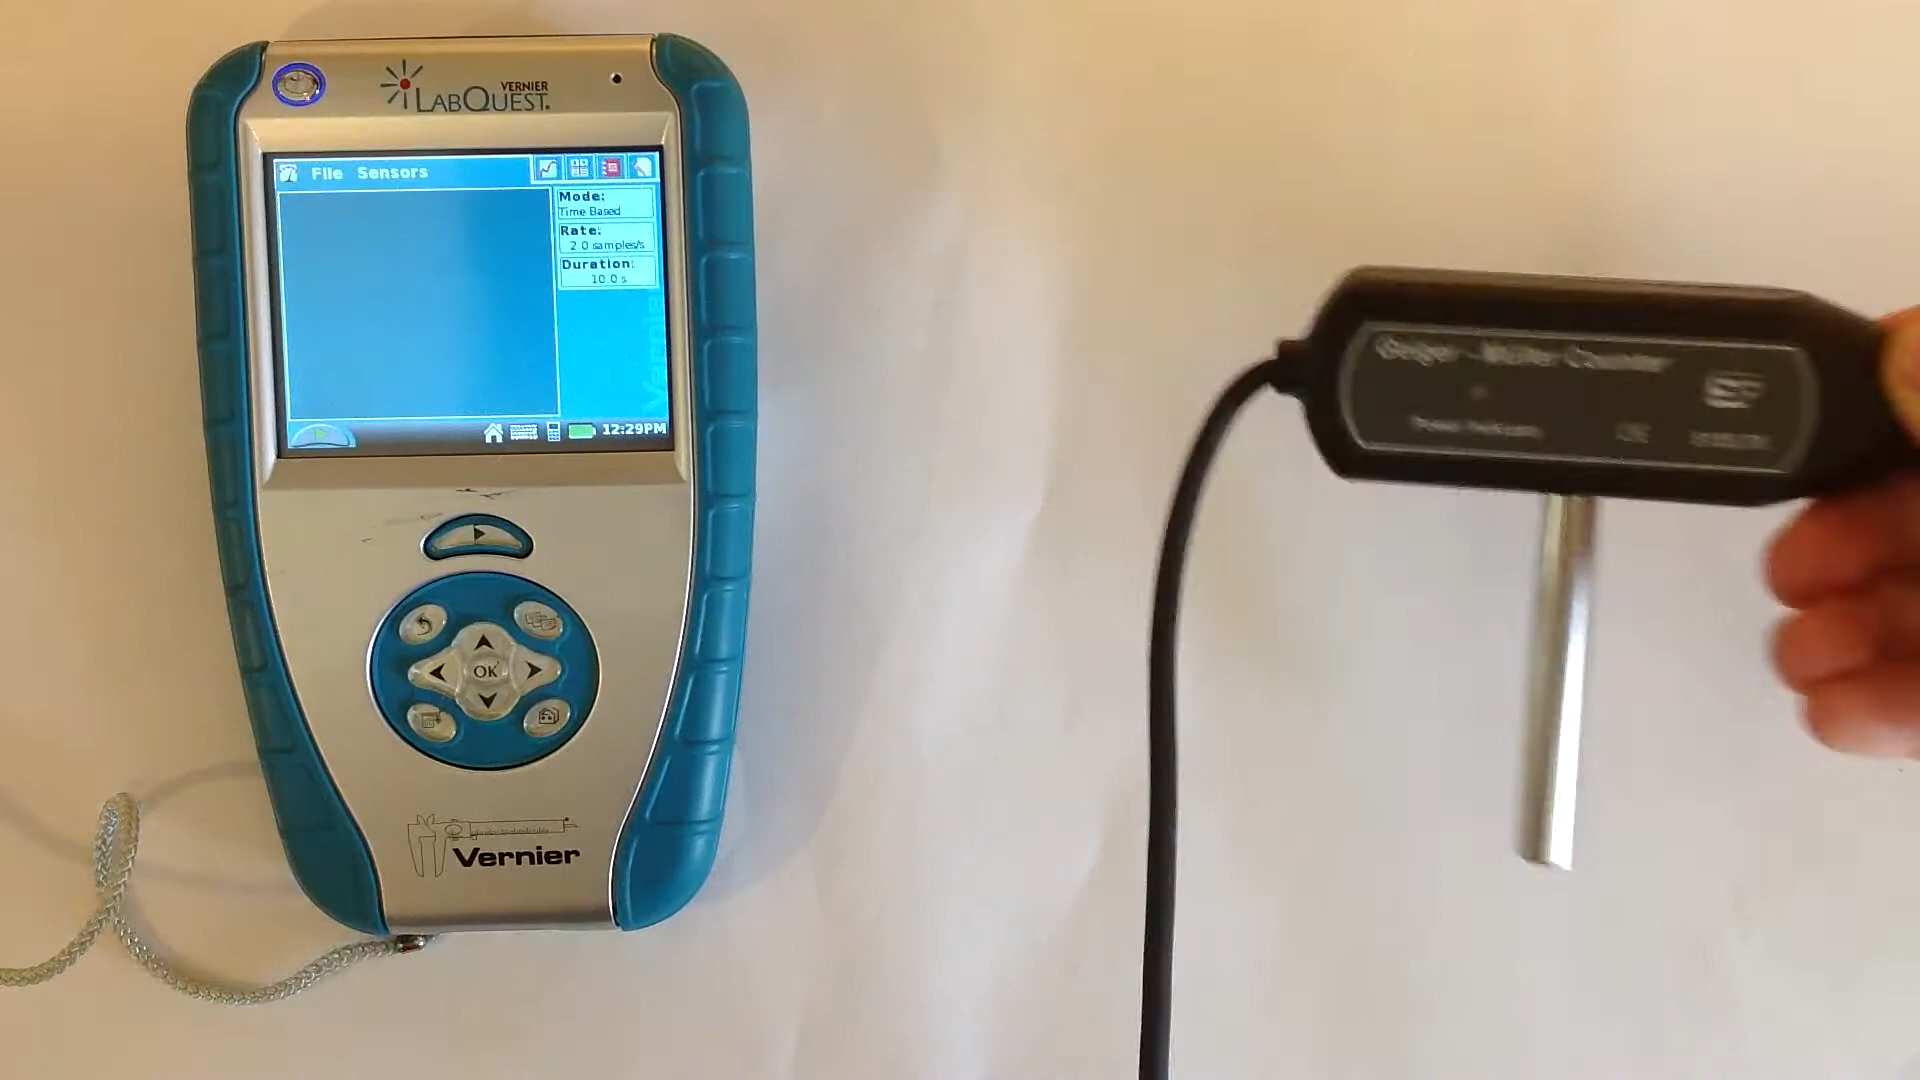 VERNIER
LABQUEST
File Sensors
Mode:
Time Based
Rate:
2.0 samples/s
Duration:
10.0 s
Vernier
12:29PM
OK
Vernier
Geiger - Müller Counter